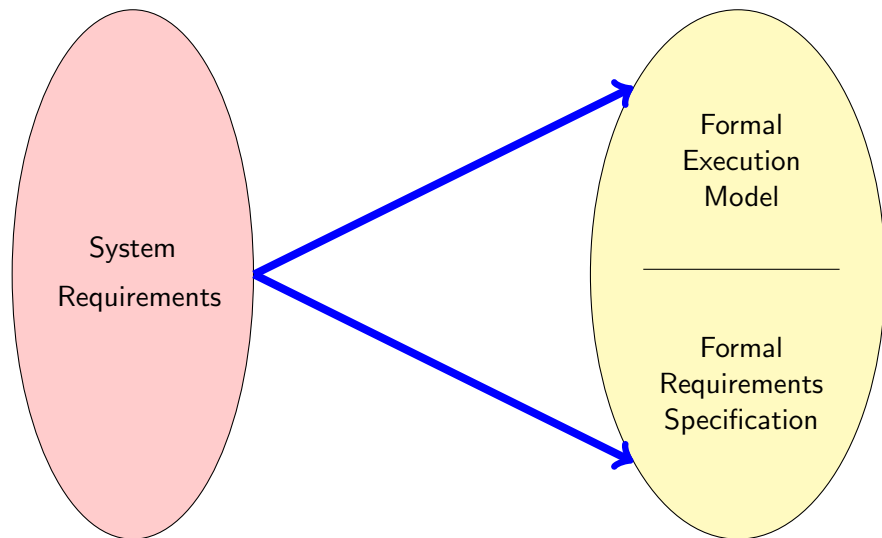 System
Requirements
Formal
Execution
Model
Formal
Requirements
Specification